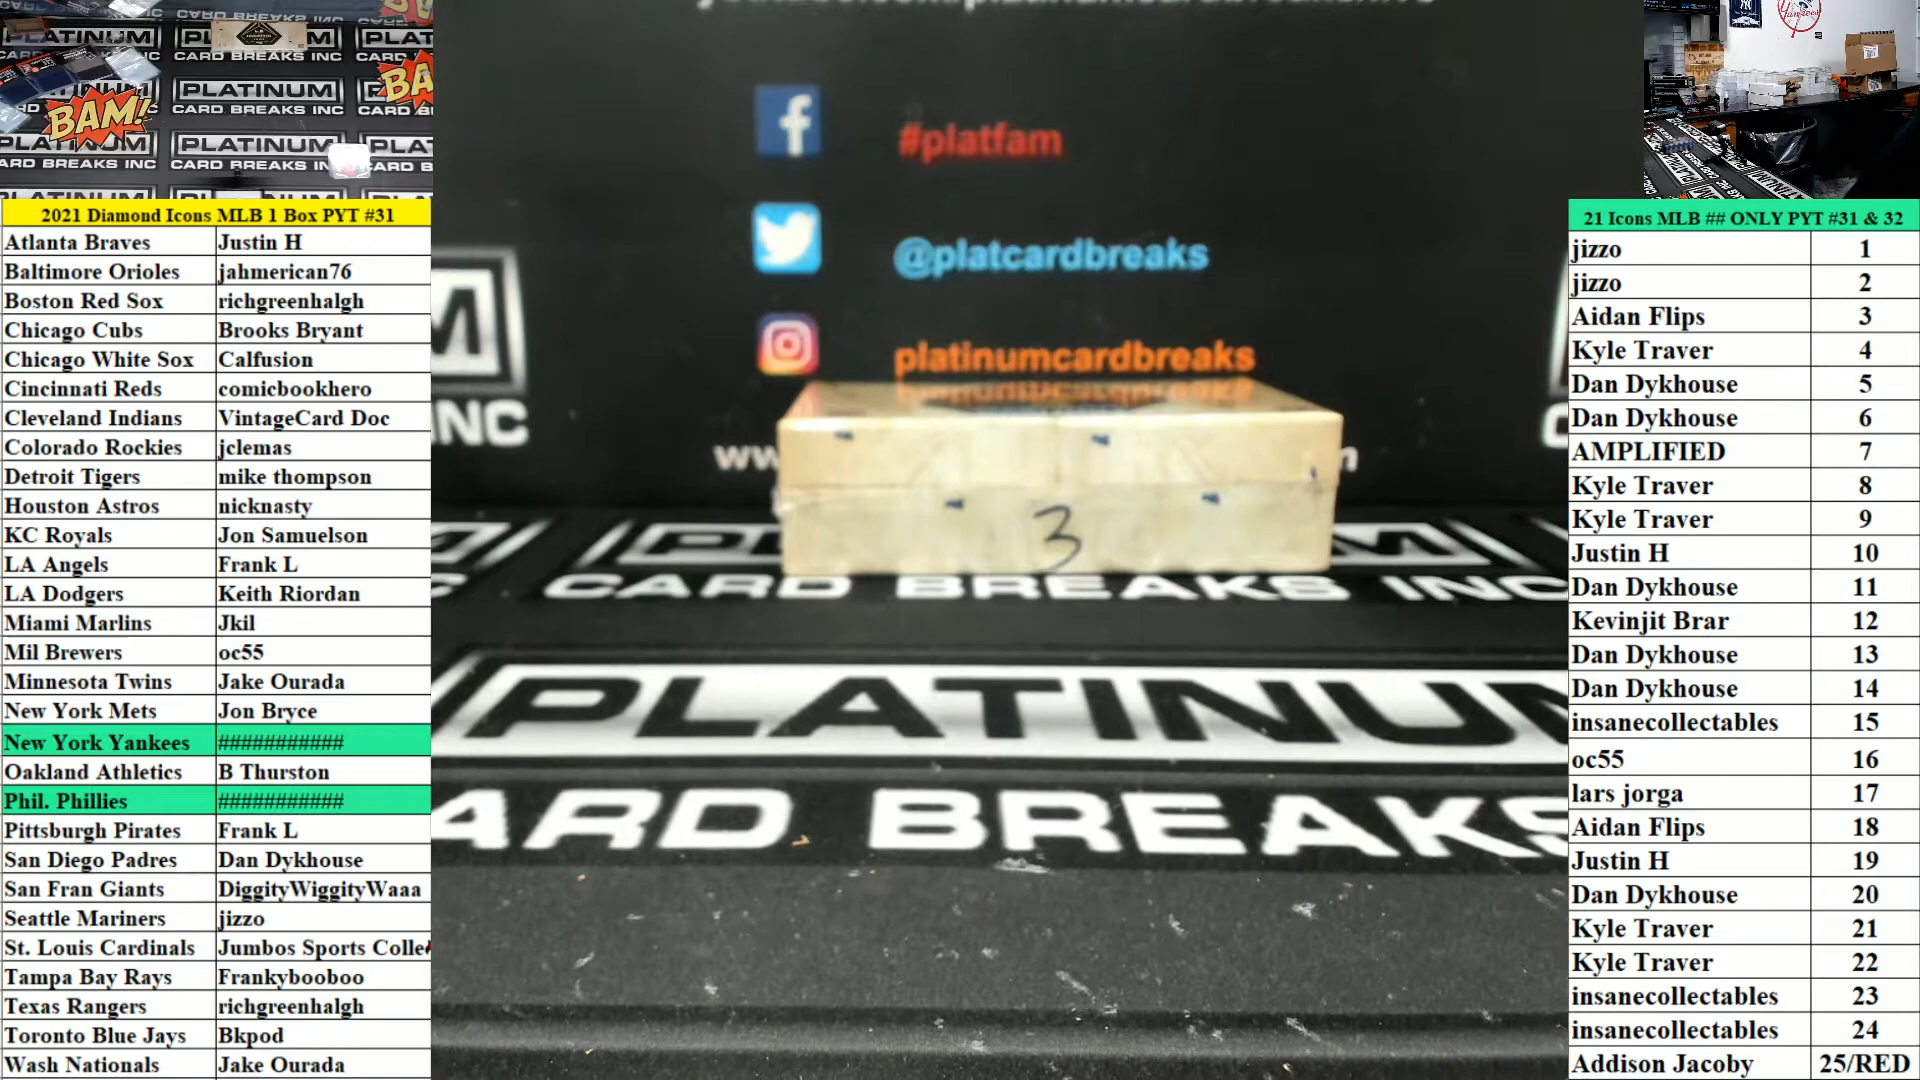 PLATINUM
CARD BREAKS INC
BAM!
2021 Diamond Icons MLB 1 Box PYT #31
Atlanta Braves Justin H
Baltimore Orioles jahmerican76
Boston Red Sox richgreenhalgh
Chicago Cubs Brooks Bryant
Chicago White Sox Calfusion
Cincinnati Reds comicbookhero
Cleveland Indians VintageCard Doc
Colorado Rockies jclemas
Detroit Tigers mike thompson
Houston Astros nicknasty
KC Royals Jon Samuelson
LA Angels Frank L
LA Dodgers Keith Riordan
Miami Marlins Jkil
Mil Brewers oc55
Minnesota Twins Jake Ourada
New York Mets Jon Bryce
New York Yankees ###########
Oakland Athletics B Thurston
Phil. Phillies ###########
Pittsburgh Pirates Frank L
San Diego Padres Dan Dykhouse
San Fran Giants DiggityWiggityWaaa
Seattle Mariners jizzo
St. Louis Cardinals Jumbos Sports Colle
Tampa Bay Rays Frankybooboo
Texas Rangers richgreenhalgh
Toronto Blue Jays Bkpod
Wash Nationals Jake Ourada
#platfam
@platcardbreaks
platinumcardbreaks
INC
3
CARD BREAKS INC
PLATINUM
CARD BREAKS
Yankees
21 Icons MLB ## ONLY PYT #31 & 32
jizzo 1
jizzo 2
Aidan Flips 3
Kyle Traver 4
Dan Dykhouse 5
Dan Dykhouse 6
AMPLIFIED 7
Kyle Traver 8
Kyle Traver 9
Justin H 10
Dan Dykhouse 11
Kevinjit Brar 12
Dan Dykhouse 13
Dan Dykhouse 14
insanecollectables 15
oc55 16
lars jorga 17
Aidan Flips 18
Justin H 19
Dan Dykhouse 20
Kyle Traver 21
Kyle Traver 22
insanecollectables 23
insanecollectables 24
Addison Jacoby 25/RED